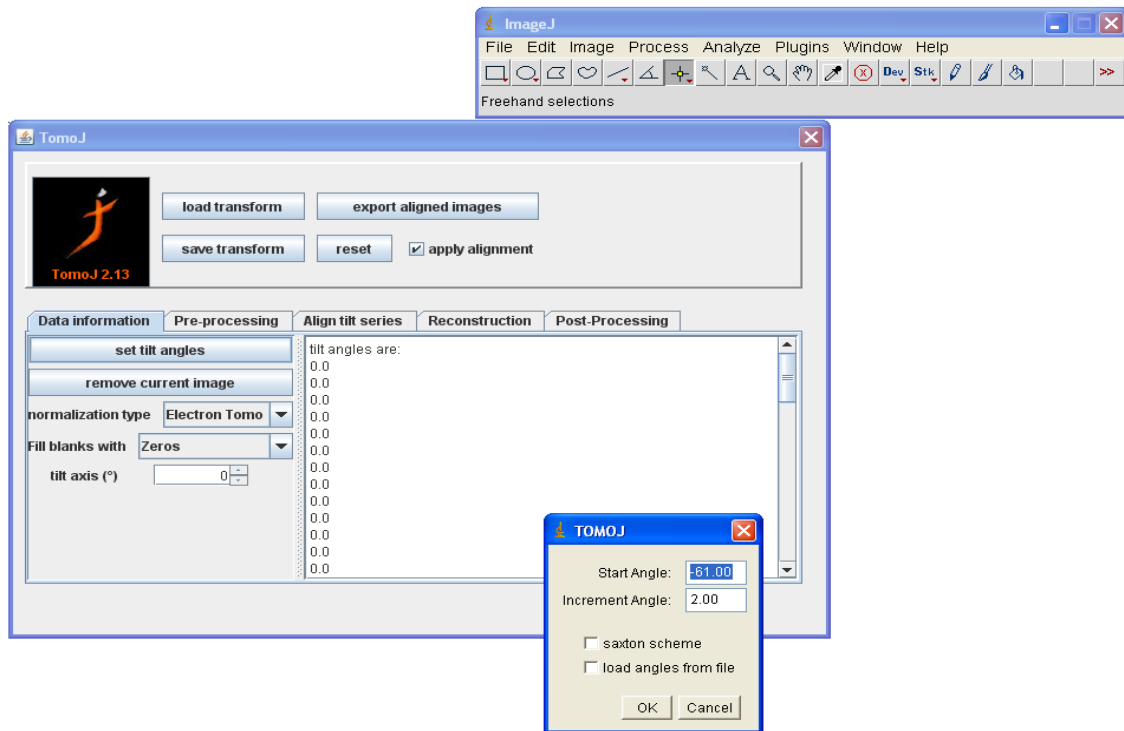 ImageJ
File Edit Image Process Analyze Plugins Window Help
Dev Stk >>
Freehand selections
TomoJ
load transform export aligned images
save transform reset apply alignment
TomoJ 2.13
Data information Pre-processing Align tilt series Reconstruction Post-Processing
set tilt angles
remove current image
normalization type Electron Tomo
Fill blanks with Zeros
tilt axis (°) 0
tilt angles are:
0.0
0.0
0.0
0.0
0.0
0.0
0.0
0.0
0.0
0.0
0.0
0.0
0.0
TOMOJ
Start Angle: -61.00
Increment Angle: 2.00
saxton scheme
load angles from file
OK Cancel